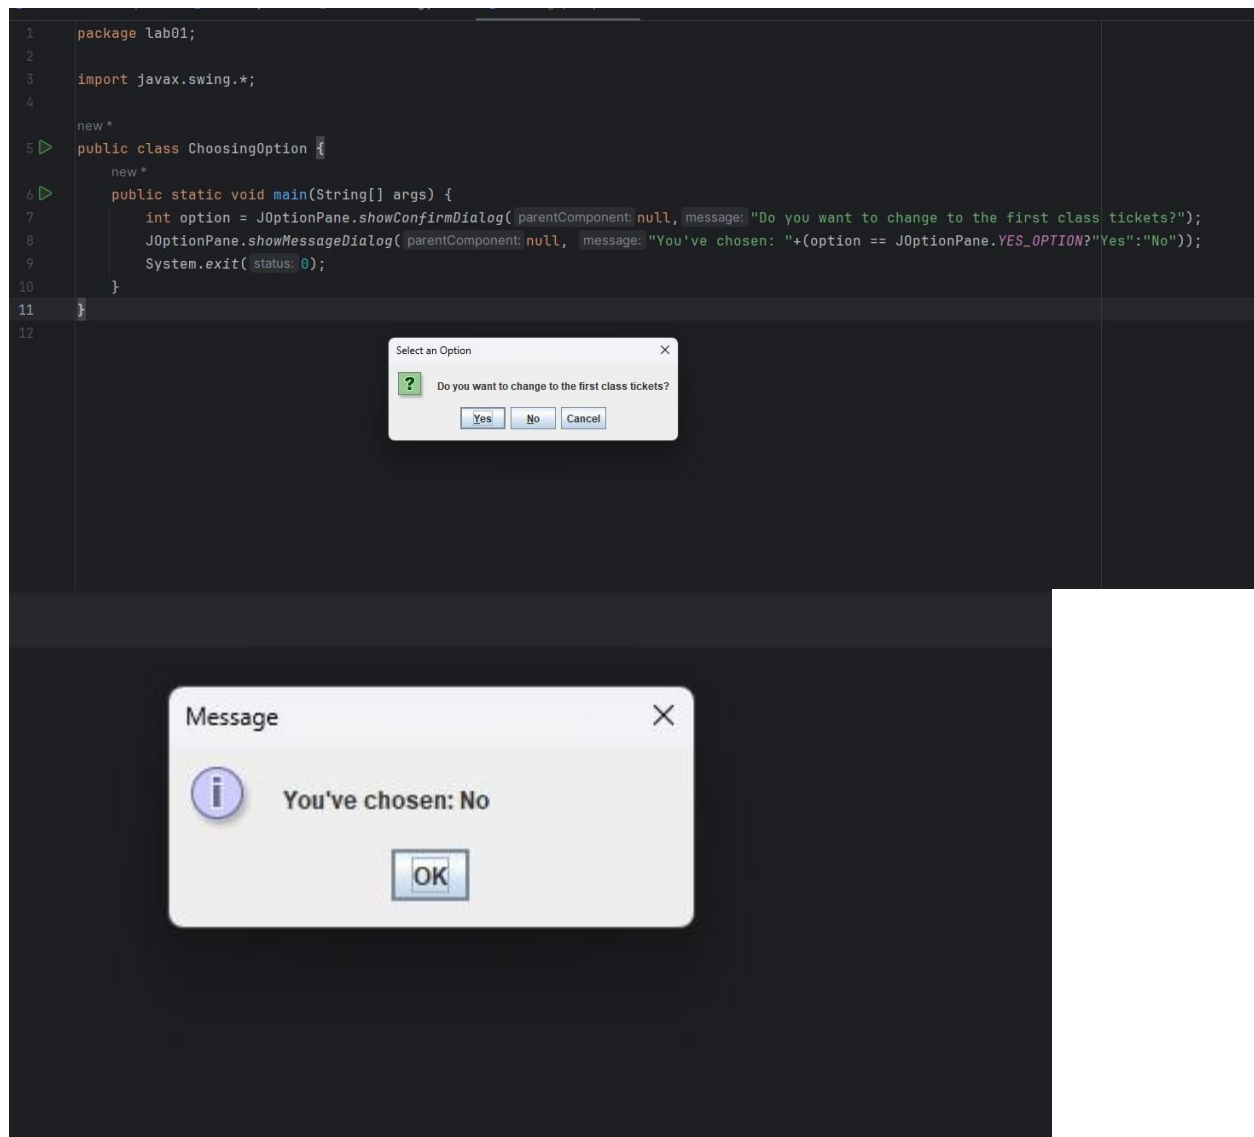 1 package lab01;
2
3 import javax.swing.*;
4
new *
5 public class ChoosingOption {
new *
6 public static void main(String[] args) {
7 int option = JOptionPane.showConfirmDialog( parentComponent: null, message: "Do you want to change to the first class tickets?");
8 JOptionPane.showMessageDialog( parentComponent: null, message: "You've chosen: "+(option == JOptionPane.YES_OPTION?"Yes":"No"));
9 System.exit( status: 0);
10 }
11 }
12
Select an Option
? Do you want to change to the first class tickets?
Yes No Cancel
Message
i You've chosen: No
OK